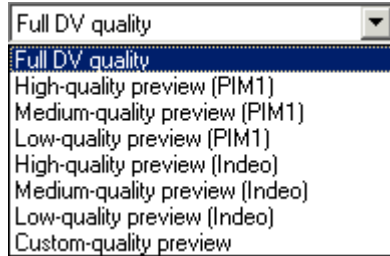 Full DV quality
Full DV quality
High-quality preview (PIM1)
Medium-quality preview (PIM1)
Low-quality preview (PIM1)
High-quality preview (Indeo)
Medium-quality preview (Indeo)
Low-quality preview (Indeo)
Custom-quality preview